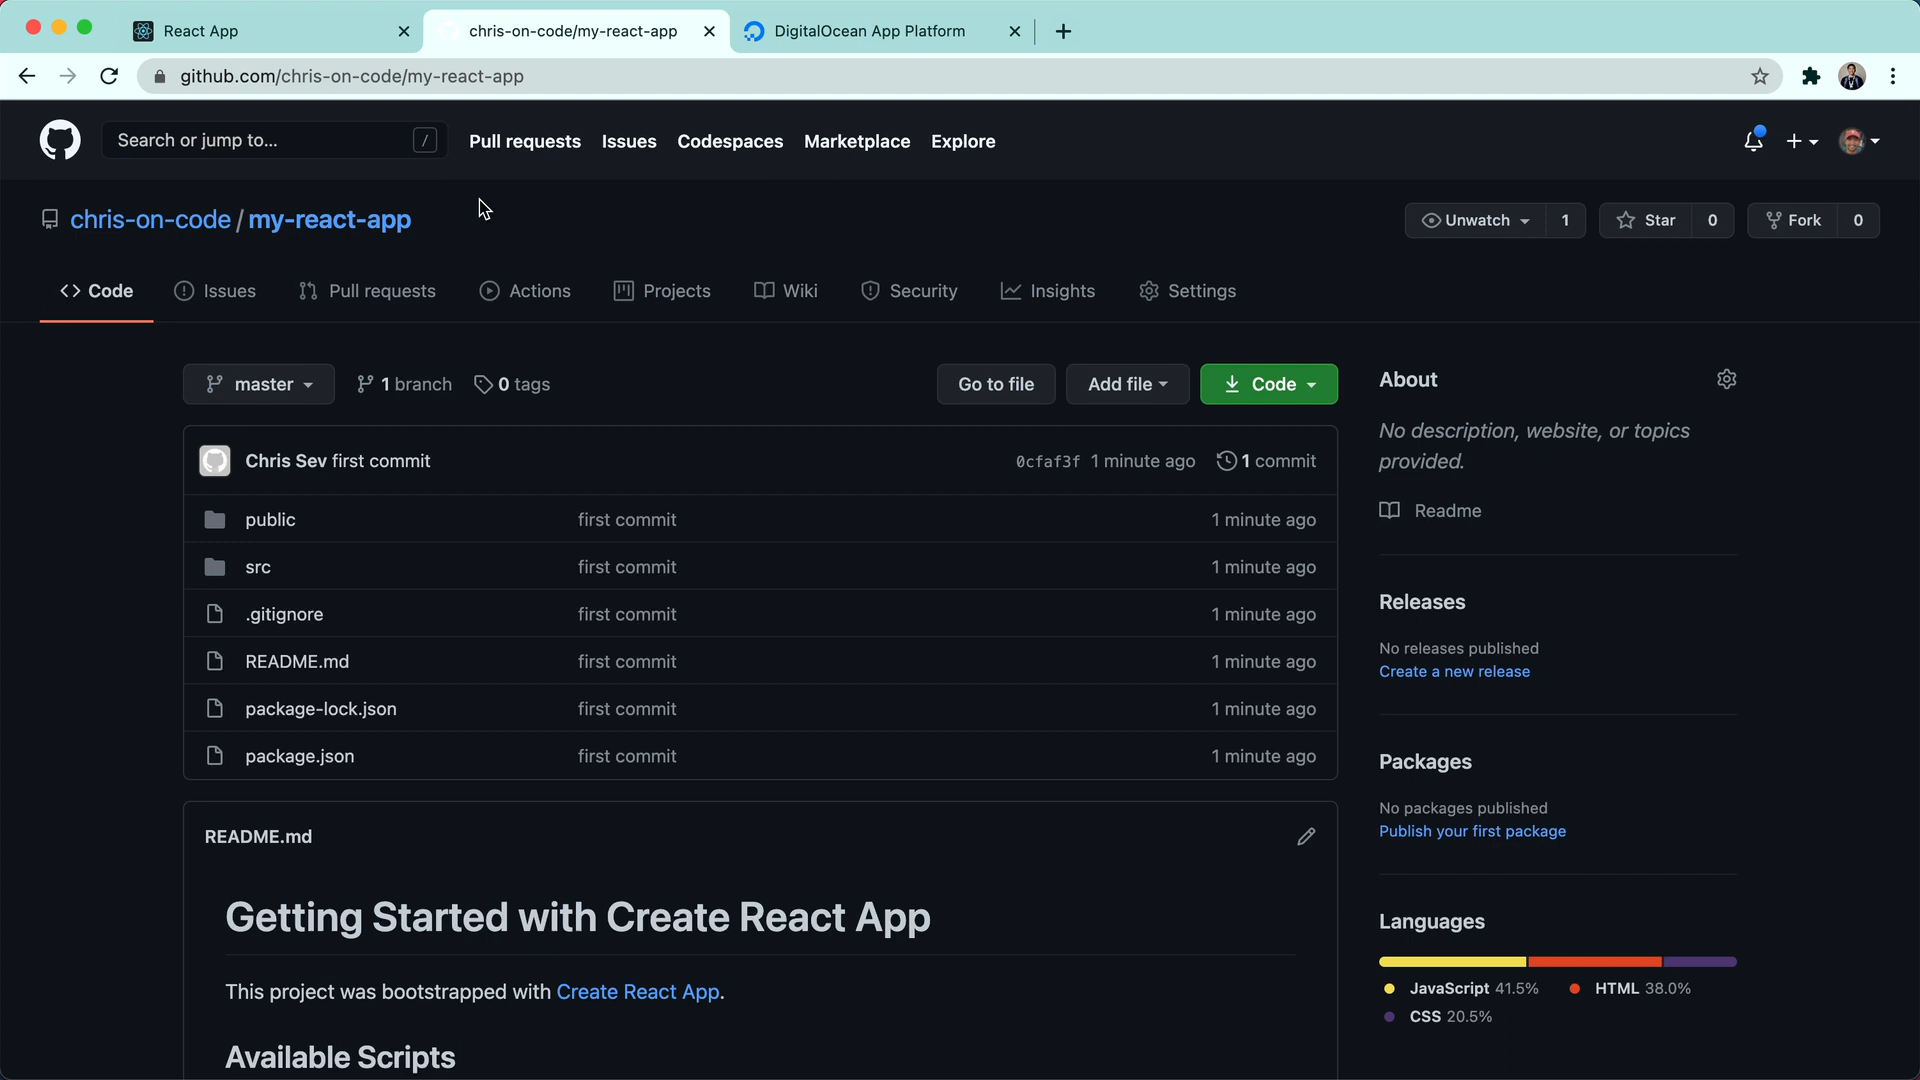 React App
chris-on-code/my-react-app
DigitalOcean App Platform
github.com/chris-on-code/my-react-app
Search or jump to... /
Pull requests Issues Codespaces Marketplace Explore
chris-on-code / my-react-app
Unwatch 1 Star 0 Fork 0
Code Issues Pull requests Actions Projects Wiki Security Insights Settings
master 1 branch 0 tags Go to file Add file Code
Chris Sev first commit 0cfaf3f 1 minute ago 1 commit
public first commit 1 minute ago
src first commit 1 minute ago
.gitignore first commit 1 minute ago
README.md first commit 1 minute ago
package-lock.json first commit 1 minute ago
package.json first commit 1 minute ago
README.md
Getting Started with Create React App
This project was bootstrapped with Create React App.
Available Scripts
About
No description, website, or topics
provided.
Readme
Releases
No releases published
Create a new release
Packages
No packages published
Publish your first package
Languages
JavaScript 41.5% HTML 38.0%
CSS 20.5%